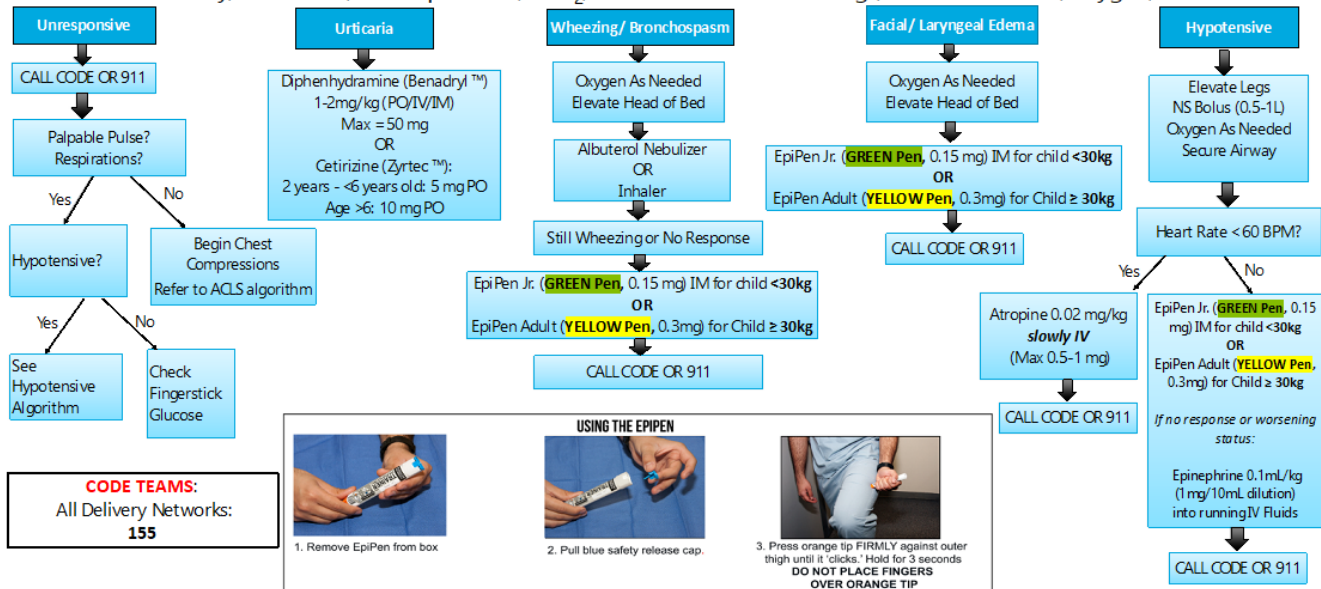 Unresponsive
CALL CODE OR 911
Palpable Pulse?
Respirations?
Yes
No
Hypotensive?
Begin Chest
Compressions
Refer to ACLS algorithm
Yes
No
See
Hypotensive
Algorithm
Check
Fingerstick
Glucose
CODE TEAMS:
All Delivery Networks:
155
Urticaria
Diphenhydramine (Benadryl ™)
1-2mg/kg (PO/IV/IM)
Max = 50 mg
OR
Cetirizine (Zyrtec ™):
2 years - <6 years old: 5 mg PO
Age >6: 10 mg PO
Wheezing/ Bronchospasm
Oxygen As Needed
Elevate Head of Bed
Albuterol Nebulizer
OR
Inhaler
Still Wheezing or No Response
EpiPen Jr. (GREEN Pen, 0.15 mg) IM for child <30kg
OR
EpiPen Adult (YELLOW Pen, 0.3mg) for Child ≥ 30kg
CALL CODE OR 911
Facial/ Laryngeal Edema
Oxygen As Needed
Elevate Head of Bed
EpiPen Jr. (GREEN Pen, 0.15 mg) IM for child <30kg
OR
EpiPen Adult (YELLOW Pen, 0.3mg) for Child ≥ 30kg
CALL CODE OR 911
Hypotensive
Elevate Legs
NS Bolus (0.5-1L)
Oxygen As Needed
Secure Airway
Heart Rate <60 BPM?
Yes
No
Atropine 0.02 mg/kg
slowly IV
(Max 0.5-1 mg)
CALL CODE OR 911
EpiPen Jr. (GREEN Pen, 0.15
mg) IM for child <30kg
OR
EpiPen Adult (YELLOW Pen,
0.3mg) for Child ≥ 30kg
If no response or worsening
status:
Epinephrine 0.1mL/kg
(1mg/10mL dilution)
into running IV Fluids
CALL CODE OR 911
USING THE EPIPEN
TRAINER
1. Remove EpiPen from box
TRAINER
2. Pull blue safety release cap.
3. Press orange tip FIRMLY against outer
thigh until it 'clicks.' Hold for 3 seconds
DO NOT PLACE FINGERS
OVER ORANGE TIP